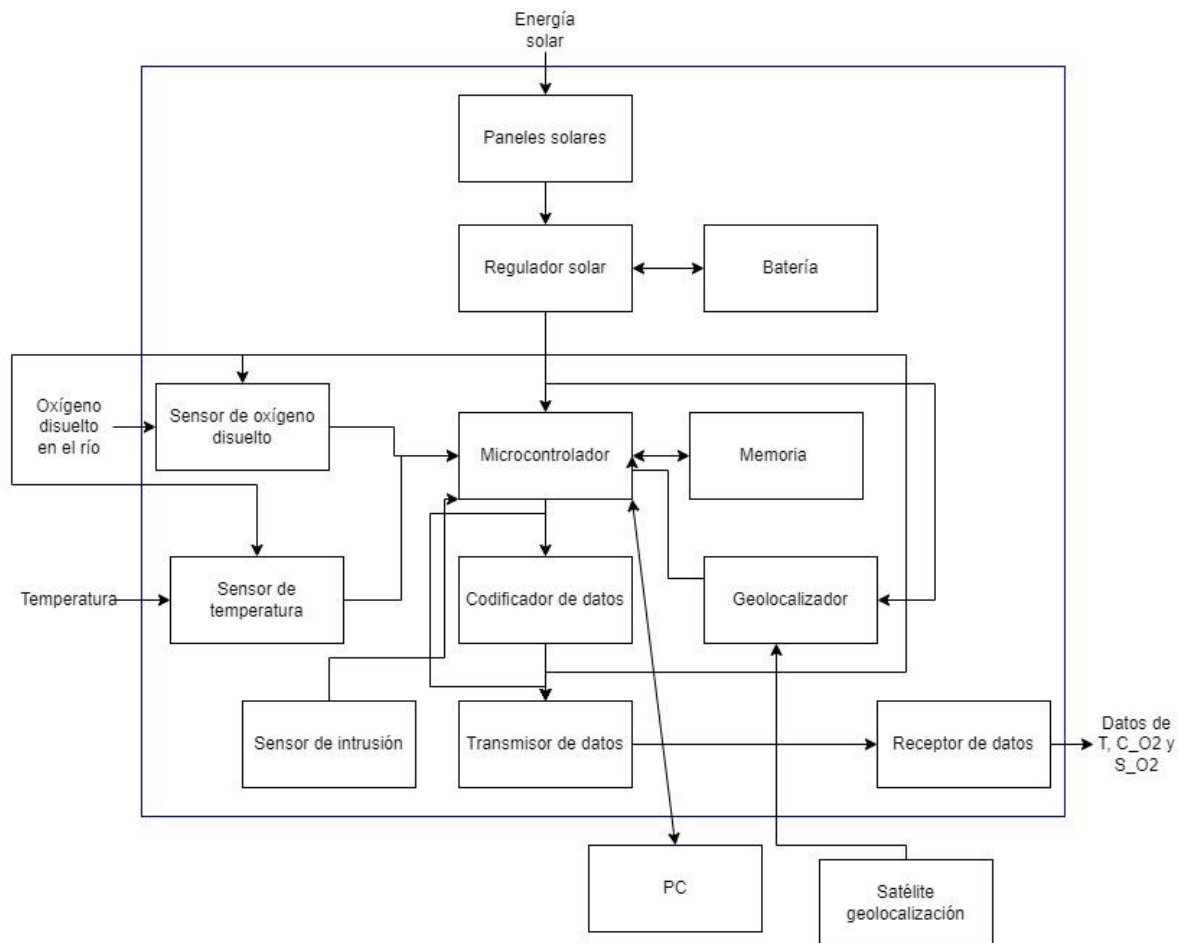 Energía
solar
Paneles solares
Regulador solar
Batería
Oxígeno
disuelto
en el río
Sensor de oxígeno
disuelto
Microcontrolador
Memoria
Temperatura
Sensor de
temperatura
Codificador de datos
Geolocalizador
Sensor de intrusión
Transmisor de datos
Receptor de datos
Datos de
T, C_O2 y
S_O2
PC
Satélite
geolocalización